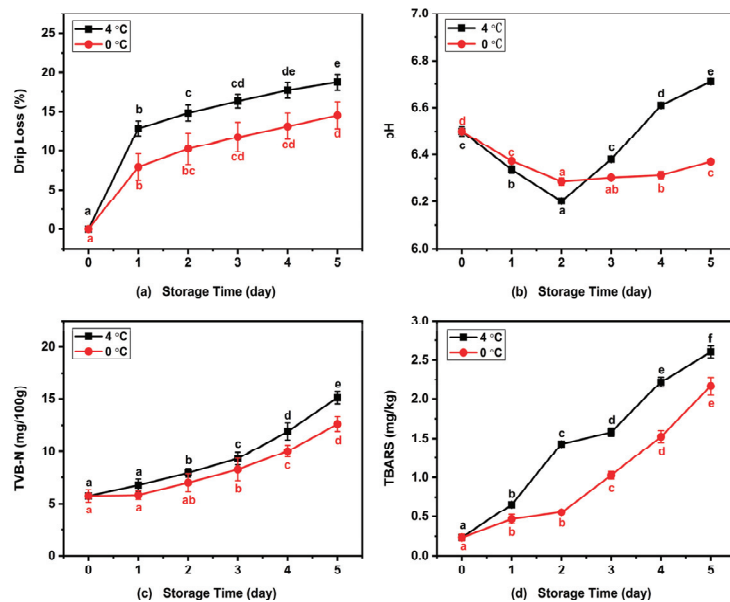 4 °C
0 °C
Drip Loss (%)
30
25
20
15
10
5
0
a
b
c
cd
de
e
a
b
bc
cd
cd
d
0 1 2 3 4 5
(a) Storage Time (day)
4 °C
0 °C
pH
7.0
6.8
6.6
6.4
6.2
6.0
d
c
a
ab
b
c
c
b
a
c
d
e
0 1 2 3 4 5
(b) Storage Time (day)
4 °C
0 °C
TVB-N (mg/100g)
20
15
10
5
0
a
a
b
c
d
e
a
a
ab
b
c
d
0 1 2 3 4 5
(c) Storage Time (day)
4 °C
0 °C
TBARS (mg/kg)
3.0
2.5
2.0
1.5
1.0
0.5
0.0
a
b
c
d
e
f
a
b
b
c
d
e
0 1 2 3 4 5
(d) Storage Time (day)